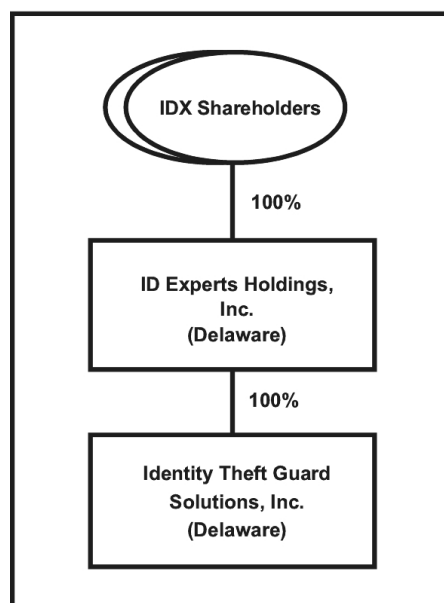 IDX Shareholders
100%
ID Experts Holdings,
Inc.
(Delaware)
100%
Identity Theft Guard
Solutions, Inc.
(Delaware)